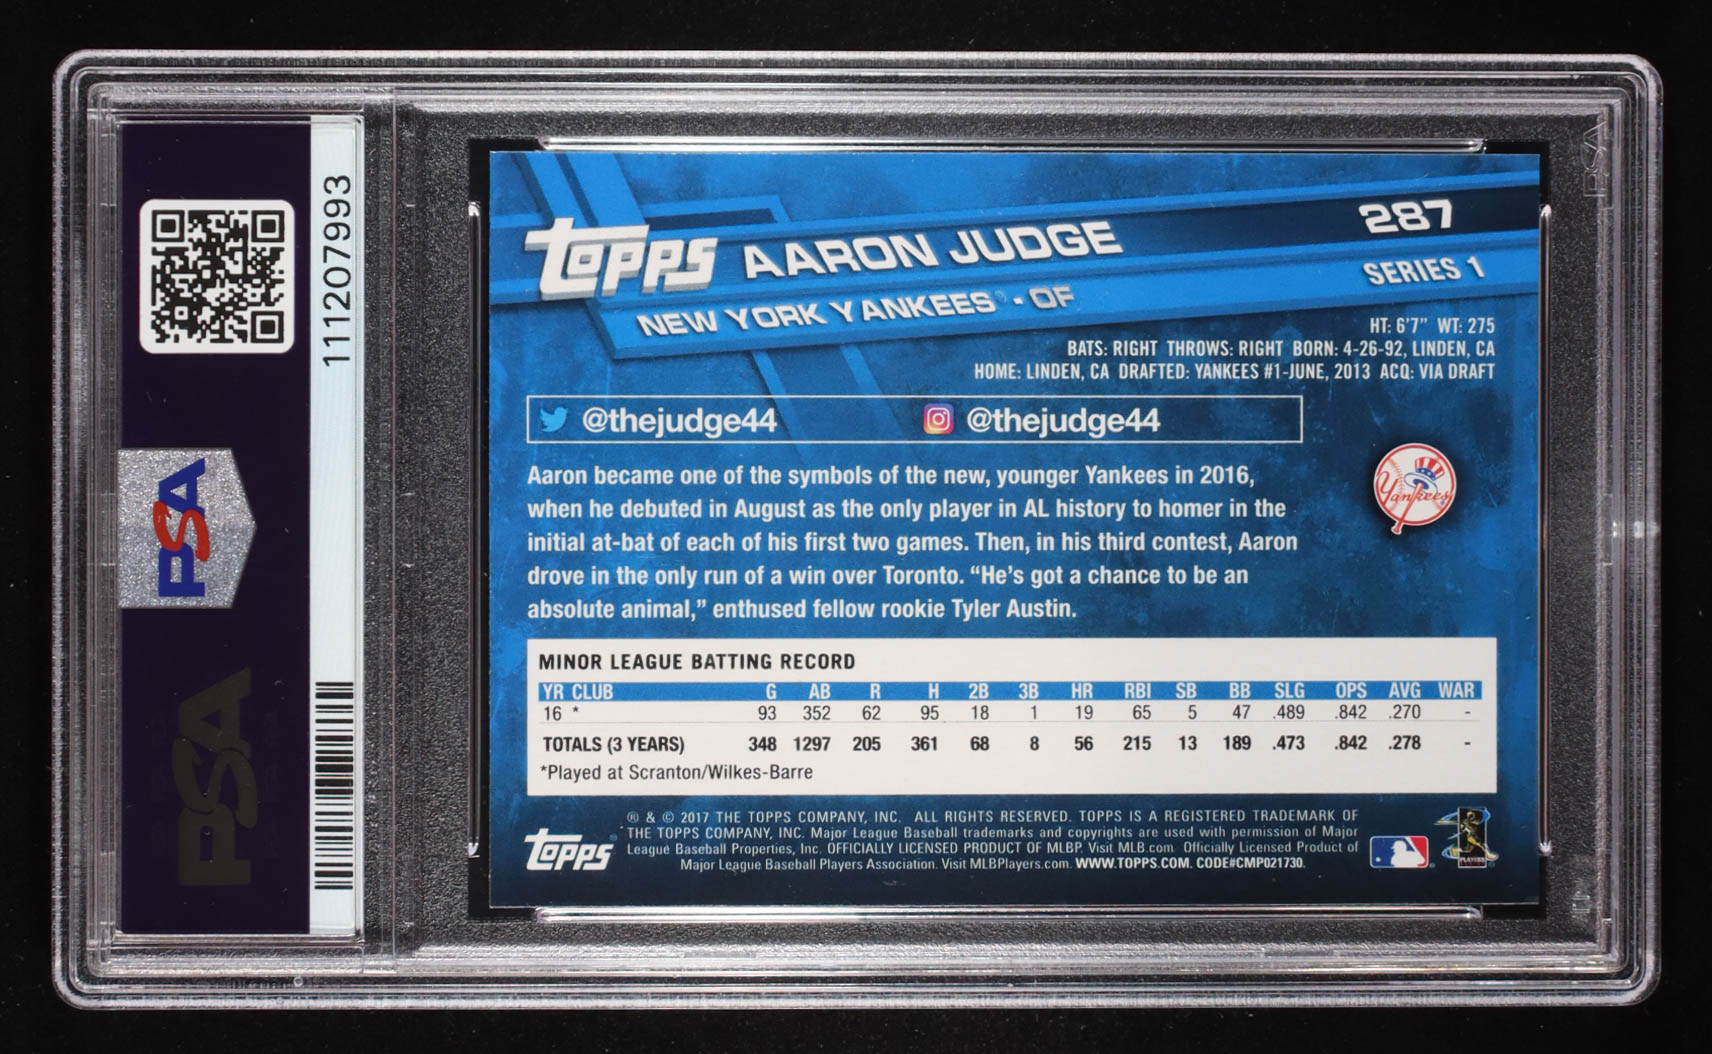 111207993
PSA
PSA
PSA
topps AARON JUDGE 287
NEW YORK YANKEES® • OF SERIES 1
HT: 6'7" WT: 275
BATS: RIGHT THROWS: RIGHT BORN: 4-26-92, LINDEN, CA
HOME: LINDEN, CA DRAFTED: YANKEES #1-JUNE, 2013 ACQ: VIA DRAFT
@thejudge44 @thejudge44
Aaron became one of the symbols of the new, younger Yankees in 2016,
when he debuted in August as the only player in AL history to homer in the
initial at-bat of each of his first two games. Then, in his third contest, Aaron
drove in the only run of a win over Toronto. “He's got a chance to be an
absolute animal,” enthused fellow rookie Tyler Austin.
Yankees
MINOR LEAGUE BATTING RECORD
YR CLUB G AB R H 2B 3B HR RBI SB BB SLG OPS AVG WAR
16 * 93 352 62 95 18 1 19 65 5 47 .489 .842 .270 -
TOTALS (3 YEARS) 348 1297 205 361 68 8 56 215 13 189 .473 .842 .278 -
*Played at Scranton/Wilkes-Barre
® & © 2017 THE TOPPS COMPANY, INC. ALL RIGHTS RESERVED. TOPPS IS A REGISTERED TRADEMARK OF
THE TOPPS COMPANY, INC. Major League Baseball trademarks and copyrights are used with permission of Major
League Baseball Properties, Inc. OFFICIALLY LICENSED PRODUCT OF MLBP. Visit MLB.com Officially Licensed Product of
Major League Baseball Players Association. Visit MLBPlayers.com. WWW.TOPPS.COM. CODE#CMP021730.
topps®
PLAYERS